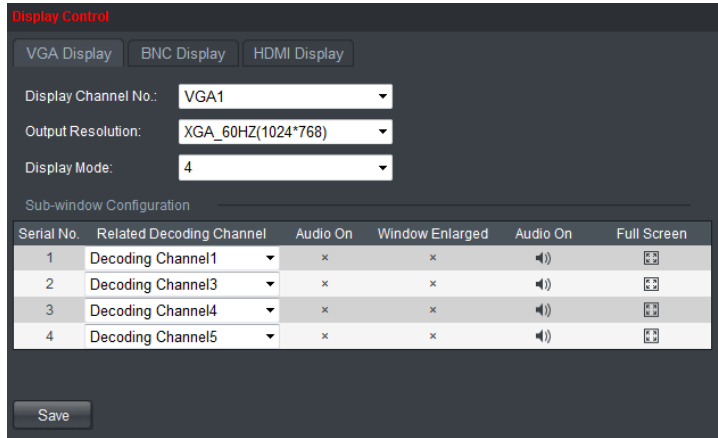 Display Control
VGA Display BNC Display HDMI Display
Display Channel No.: VGA1
Output Resolution: XGA_60HZ(1024*768)
Display Mode: 4
Sub-window Configuration
Serial No. Related Decoding Channel Audio On Window Enlarged Audio On Full Screen
1 Decoding Channel1 × ×
2 Decoding Channel3 × ×
3 Decoding Channel4 × ×
4 Decoding Channel5 × ×
Save